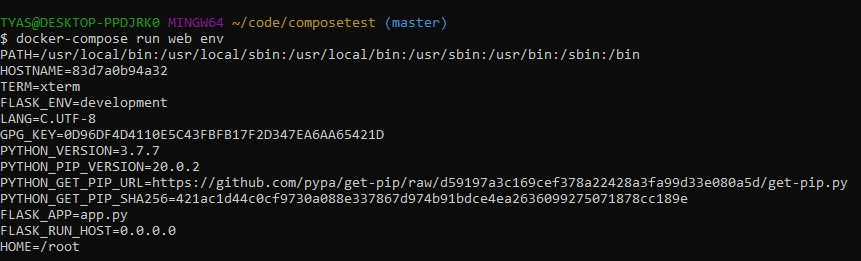 TYAS@DESKTOP-PPDJRK0 MINGW64 ~/code/composetest (master)
$ docker-compose run web env
PATH=/usr/local/bin:/usr/local/sbin:/usr/local/bin:/usr/sbin:/usr/bin:/sbin:/bin
HOSTNAME=83d7a0b94a32
TERM=xterm
FLASK_ENV=development
LANG=C.UTF-8
GPG_KEY=0D96DF4D4110E5C43FBFB17F2D347EA6AA65421D
PYTHON_VERSION=3.7.7
PYTHON_PIP_VERSION=20.0.2
PYTHON_GET_PIP_URL=https://github.com/pypa/get-pip/raw/d59197a3c169cef378a22428a3fa99d33e080a5d/get-pip.py
PYTHON_GET_PIP_SHA256=421ac1d44c0cf9730a088e337867d974b91bdce4ea2636099275071878cc189e
FLASK_APP=app.py
FLASK_RUN_HOST=0.0.0.0
HOME=/root